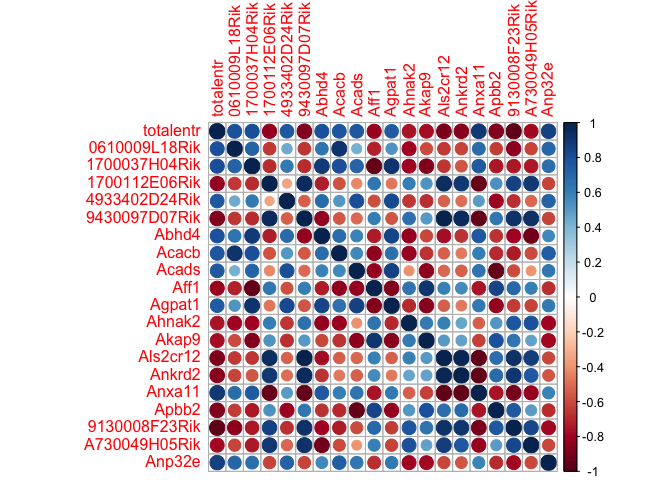 totalentr
0610009L18Rik
1700037H04Rik
1700112E06Rik
4933402D24Rik
9430097D07Rik
Abhd4
Acacb
Acads
Aff1
Agpat1
Ahnak2
Akap9
Als2cr12
Ankrd2
Anxa11
Apbb2
9130008F23Rik
A730049H05Rik
Anp32e
totalentr
0610009L18Rik
1700037H04Rik
1700112E06Rik
4933402D24Rik
9430097D07Rik
Abhd4
Acacb
Acads
Aff1
Agpat1
Ahnak2
Akap9
Als2cr12
Ankrd2
Anxa11
Apbb2
9130008F23Rik
A730049H05Rik
Anp32e
1
0.8
0.6
0.4
0.2
0
-0.2
-0.4
-0.6
-0.8
-1